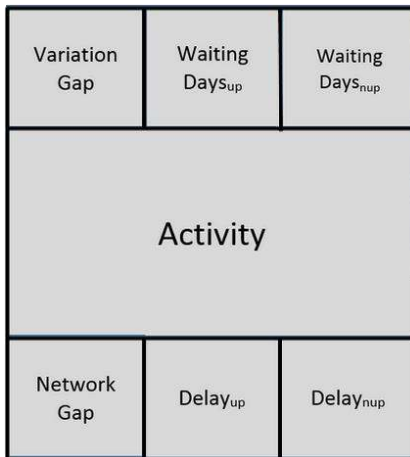 Variation
Gap
Waiting
Daysup
Waiting
Daysnup
Activity
Network
Gap
Delayup
Delaynup